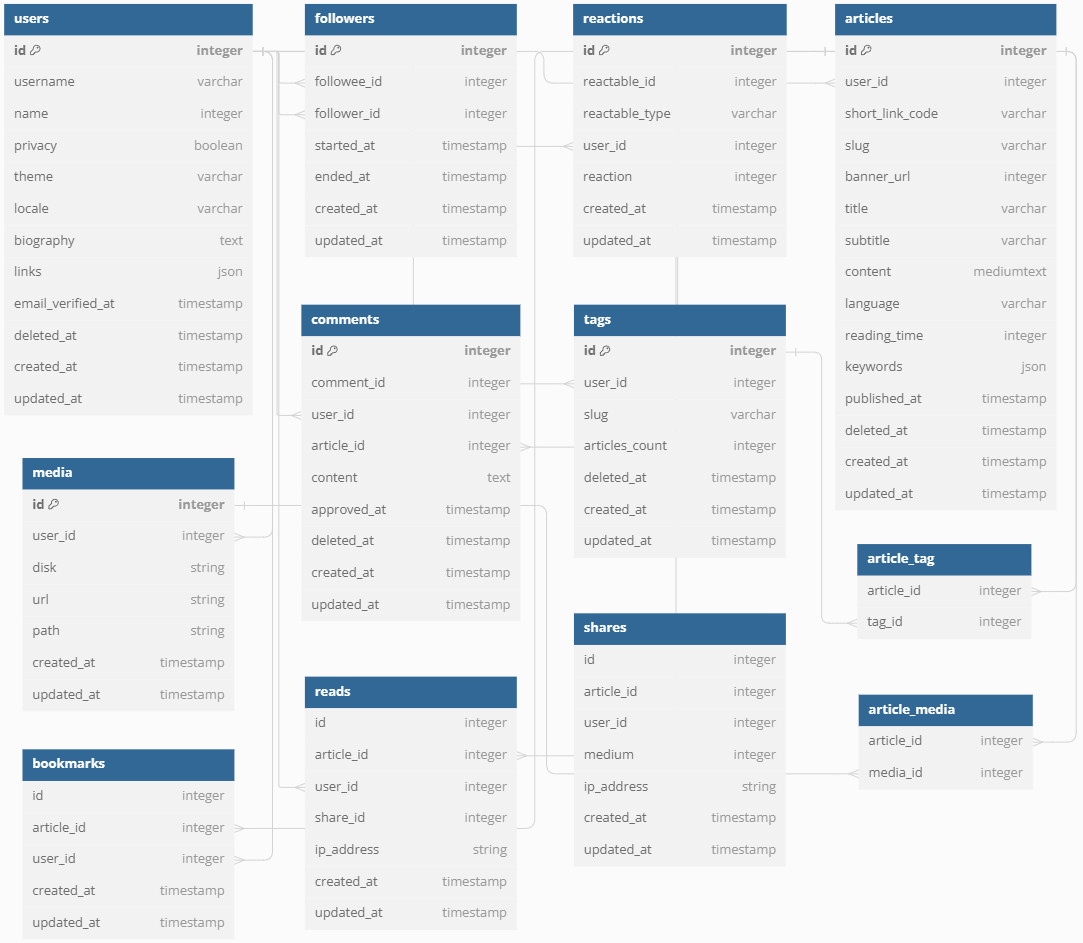 users
id integer
username varchar
name integer
privacy boolean
theme varchar
locale varchar
biography text
links json
email_verified_at timestamp
deleted_at timestamp
created_at timestamp
updated_at timestamp
followers
id integer
followee_id integer
follower_id integer
started_at timestamp
ended_at timestamp
created_at timestamp
updated_at timestamp
reactions
id integer
reactable_id integer
reactable_type varchar
user_id integer
reaction integer
created_at timestamp
updated_at timestamp
articles
id integer
user_id integer
short_link_code varchar
slug varchar
banner_url integer
title varchar
subtitle varchar
content mediumtext
language varchar
reading_time integer
keywords json
published_at timestamp
deleted_at timestamp
created_at timestamp
updated_at timestamp
comments
id integer
comment_id integer
user_id integer
article_id integer
content text
approved_at timestamp
deleted_at timestamp
created_at timestamp
updated_at timestamp
tags
id integer
user_id integer
slug varchar
articles_count integer
deleted_at timestamp
created_at timestamp
updated_at timestamp
media
id integer
user_id integer
disk string
url string
path string
created_at timestamp
updated_at timestamp
article_tag
article_id integer
tag_id integer
shares
id integer
article_id integer
user_id integer
medium integer
ip_address string
created_at timestamp
updated_at timestamp
reads
id integer
article_id integer
user_id integer
share_id integer
ip_address string
created_at timestamp
updated_at timestamp
article_media
article_id integer
media_id integer
bookmarks
id integer
article_id integer
user_id integer
created_at timestamp
updated_at timestamp